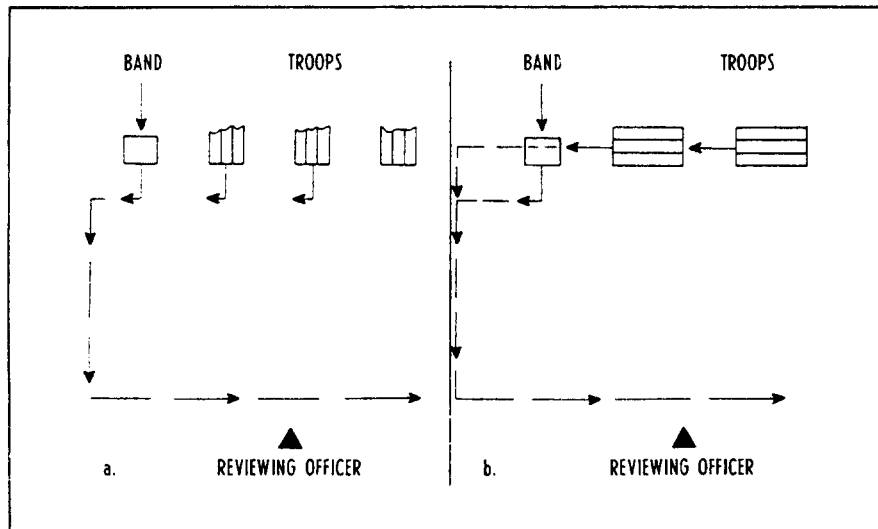 BAND TROOPS
a. REVIEWING OFFICER
BAND TROOPS
b. REVIEWING OFFICER